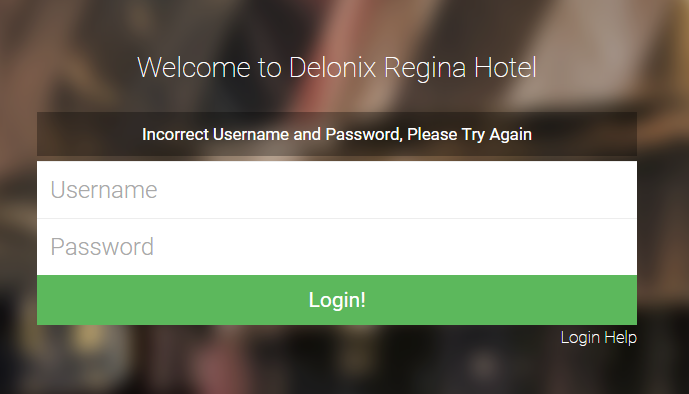 Welcome to Delonix Regina Hotel
Incorrect Username and Password, Please Try Again
Username
Password
Login!
Login Help